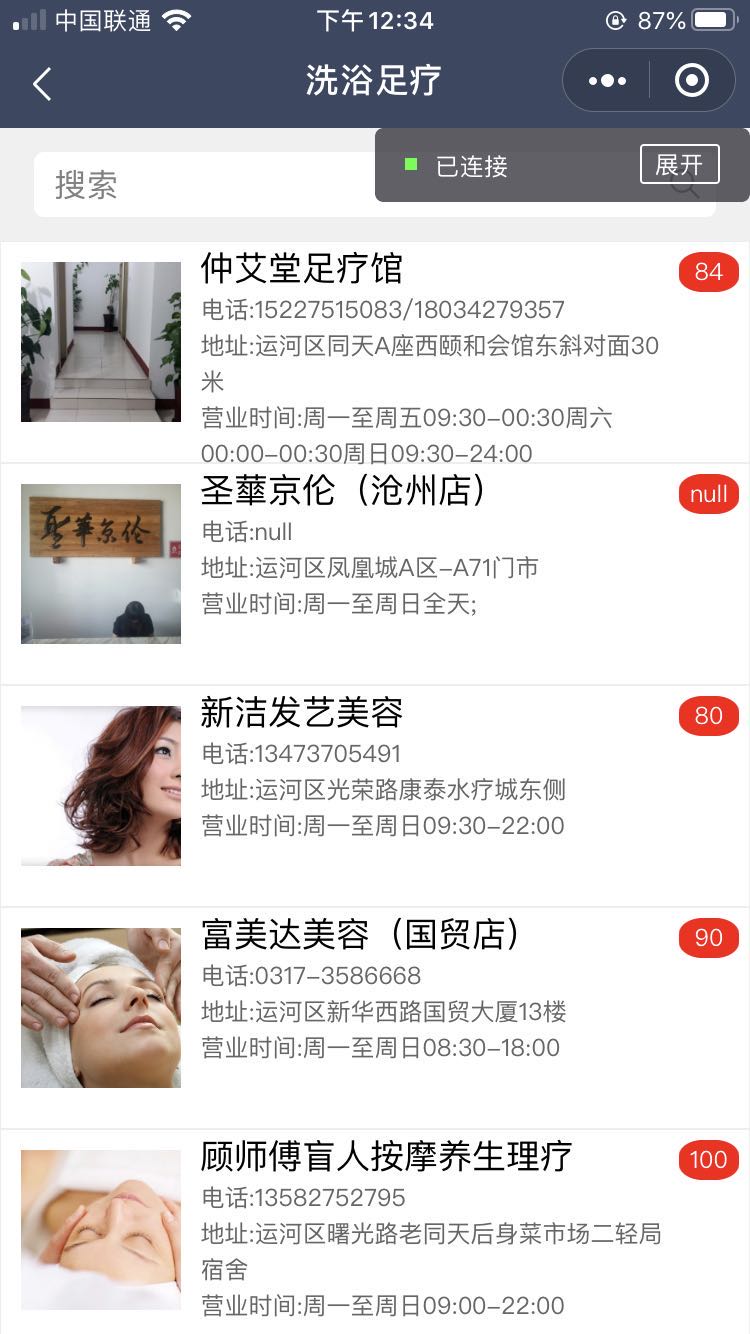 中国联通 下午12:34 87%
洗浴足疗
搜索
已连接 展开
仲艾堂足疗馆 84
电话:15227515083/18034279357
地址:运河区同天A座西颐和会馆东斜对面30
米
营业时间:周一至周五09:30-00:30周六
00:00-00:30周日09:30-24:00
圣蕐京伦（沧州店） null
聖華京伦
电话:null
地址:运河区凤凰城A区-A71门市
营业时间:周一至周日全天;
新洁发艺美容 80
电话:13473705491
地址:运河区光荣路康泰水疗城东侧
营业时间:周一至周日09:30-22:00
富美达美容（国贸店） 90
电话:0317-3586668
地址:运河区新华西路国贸大厦13楼
营业时间:周一至周日08:30-18:00
顾师傅盲人按摩养生理疗 100
电话:13582752795
地址:运河区曙光路老同天后身菜市场二轻局
宿舍
营业时间:周一至周日09:00-22:00